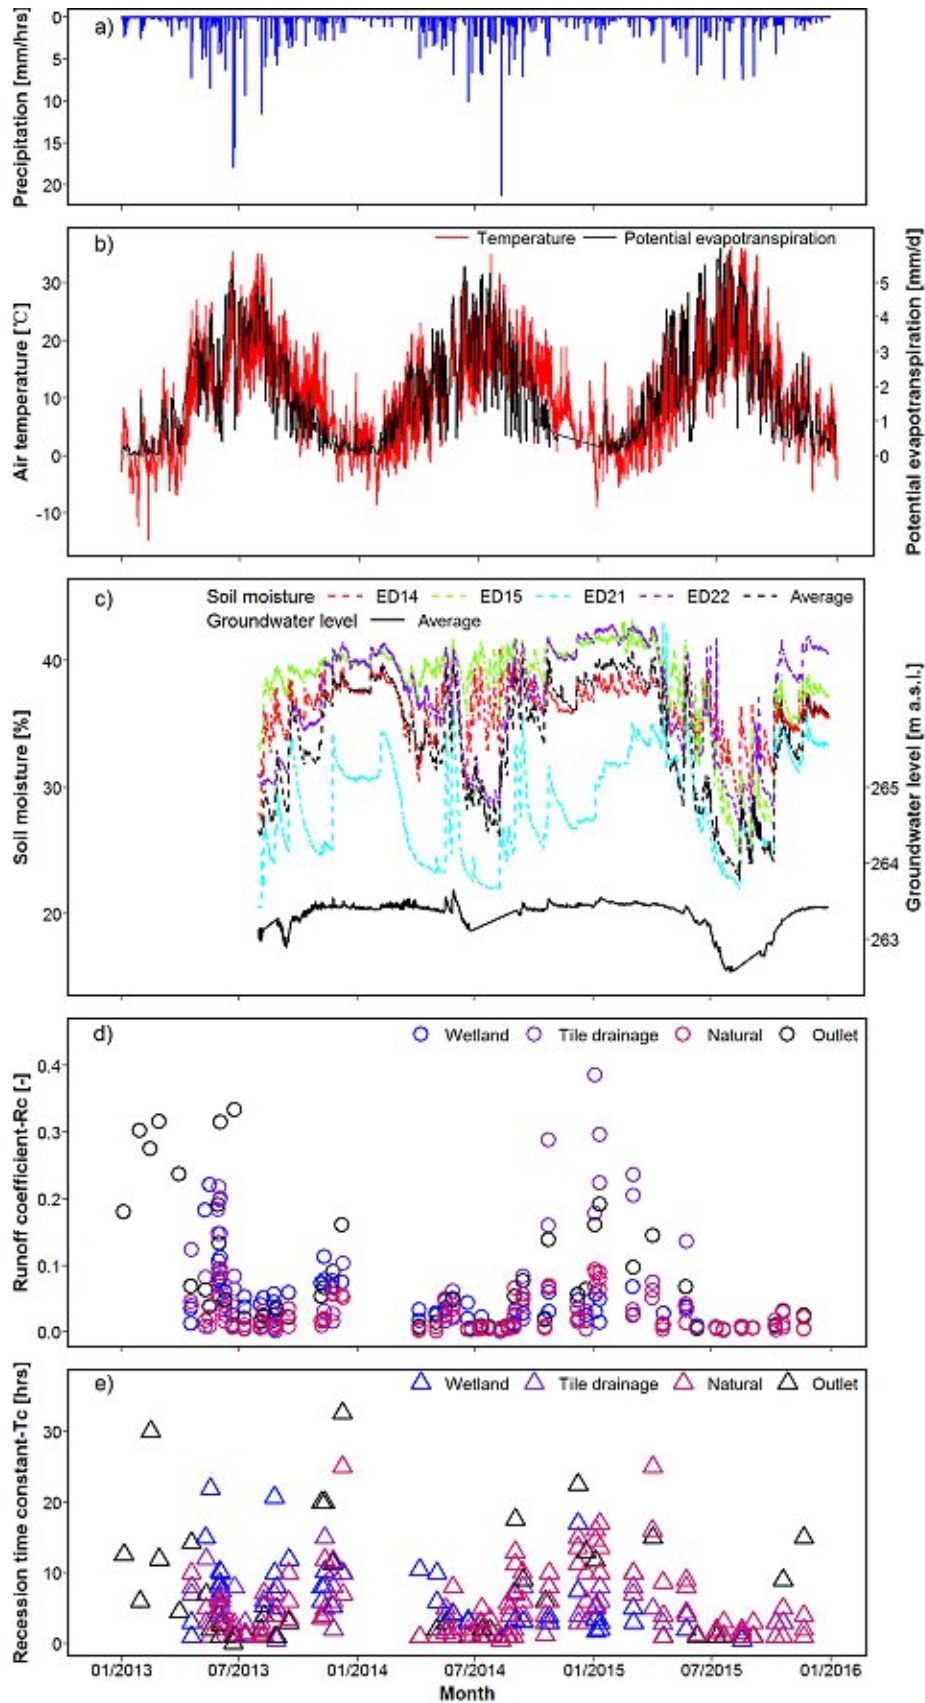 a)
Precipitation [mm/hrs]
0
5
10
15
20
b)
Temperature Potential evapotranspiration
Air temperature [℃]
30
20
10
0
-10
Potential evapotranspiration [mm/d]
5
4
3
2
1
0
c)
Soil moisture ED14 ED15 ED21 ED22 Average
Groundwater level Average
Soil moisture [%]
40
30
20
Groundwater level [m a.s.l.]
265
264
263
d)
Wetland Tile drainage Natural Outlet
Runoff coefficient-Rc [-]
0.4
0.3
0.2
0.1
0.0
e)
Wetland Tile drainage Natural Outlet
Recession time constant-Tc [hrs]
30
20
10
0
01/2013 07/2013 01/2014 07/2014 01/2015 07/2015 01/2016
Month